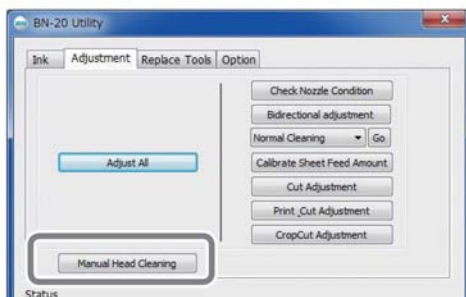 BN-20 Utility
Ink Adjustment Replace Tools Option
Check Nozzle Condition
Bidirectional adjustment
Normal Cleaning Go
Calibrate Sheet Feed Amount
Adjust All
Cut Adjustment
Print_Cut Adjustment
CropCut Adjustment
Manual Head Cleaning
Status